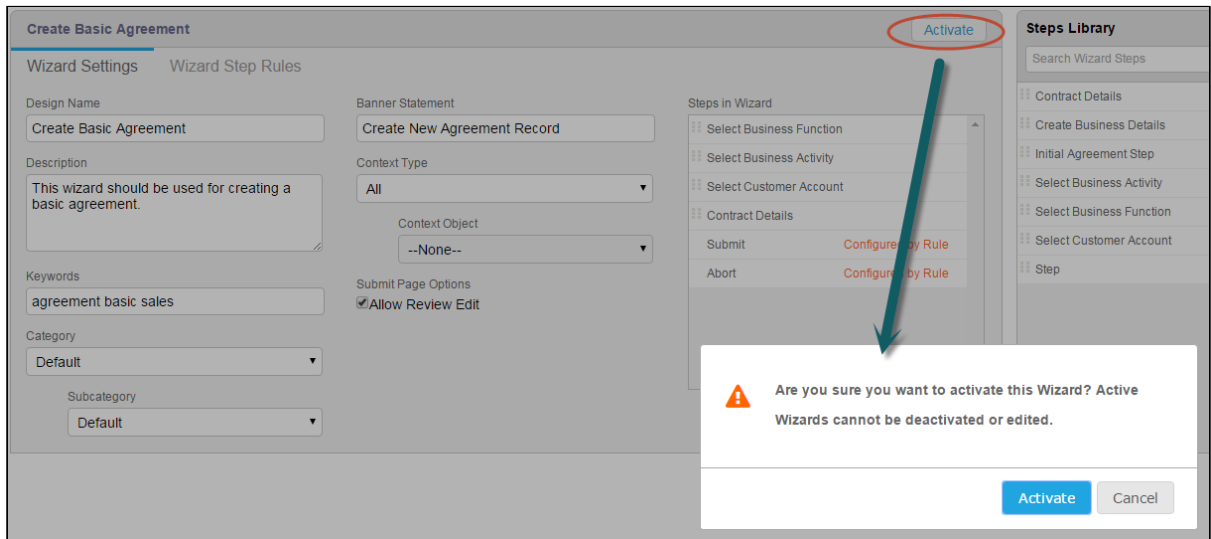 Create Basic Agreement
Activate
Wizard Settings
Wizard Step Rules
Design Name
Create Basic Agreement
Description
This wizard should be used for creating a
basic agreement.
Keywords
agreement basic sales
Category
Default
Subcategory
Default
Banner Statement
Create New Agreement Record
Context Type
All
Context Object
--None--
Submit Page Options
Allow Review Edit
Steps in Wizard
Select Business Function
Select Business Activity
Select Customer Account
Contract Details
Submit Configured by Rule
Abort Configured by Rule
Steps Library
Search Wizard Steps
Contract Details
Create Business Details
Initial Agreement Step
Select Business Activity
Select Business Function
Select Customer Account
Step
Are you sure you want to activate this Wizard? Active
Wizards cannot be deactivated or edited.
Activate
Cancel